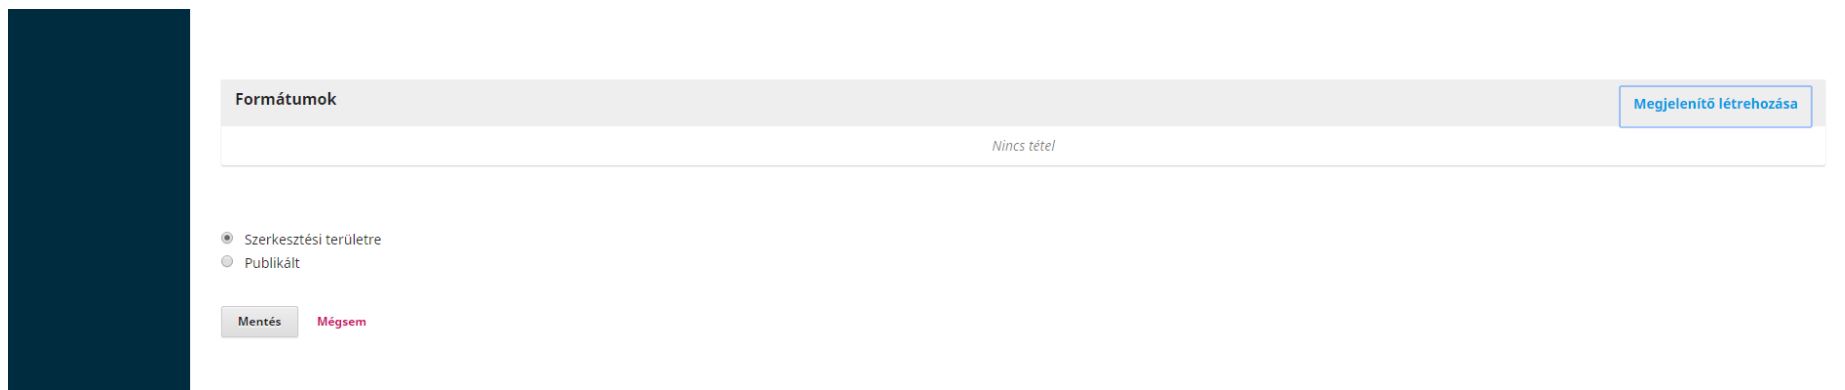 Formátumok
Megjelenítő létrehozása
Nincs tétel
Szerkesztési területre
Publikált
Mentés
Mégsem